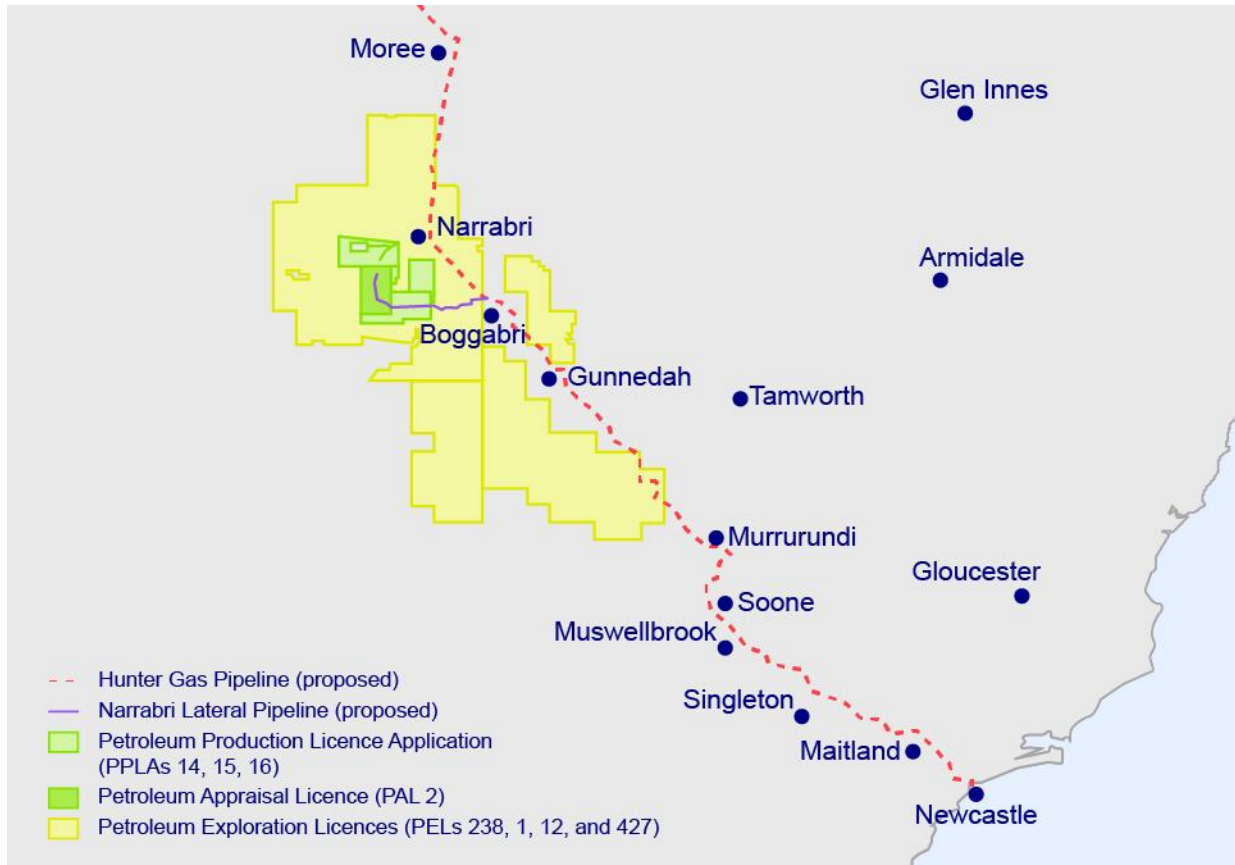 Moree
Glen Innes
Narrabri
Armidale
Boggabri
Gunnedah
Tamworth
Murrurundi
Gloucester
Soone
Muswellbrook
Singleton
Maitland
Newcastle
Hunter Gas Pipeline (proposed)
Narrabri Lateral Pipeline (proposed)
Petroleum Production Licence Application
(PPLAs 14, 15, 16)
Petroleum Appraisal Licence (PAL 2)
Petroleum Exploration Licences (PELs 238, 1, 12, and 427)